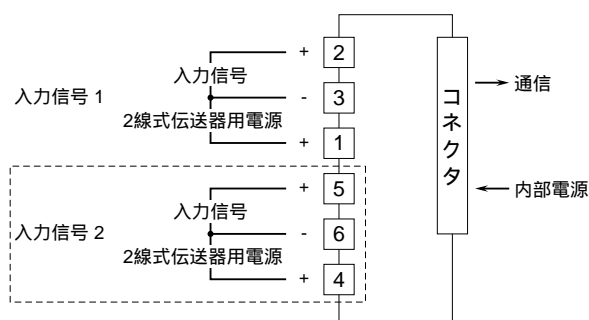 入力信号 1
入力信号
2線式伝送器用電源
+ 2
- 3
+ 1
入力信号 2
入力信号
2線式伝送器用電源
+ 5
- 6
+ 4
コネクタ
通信
内部電源